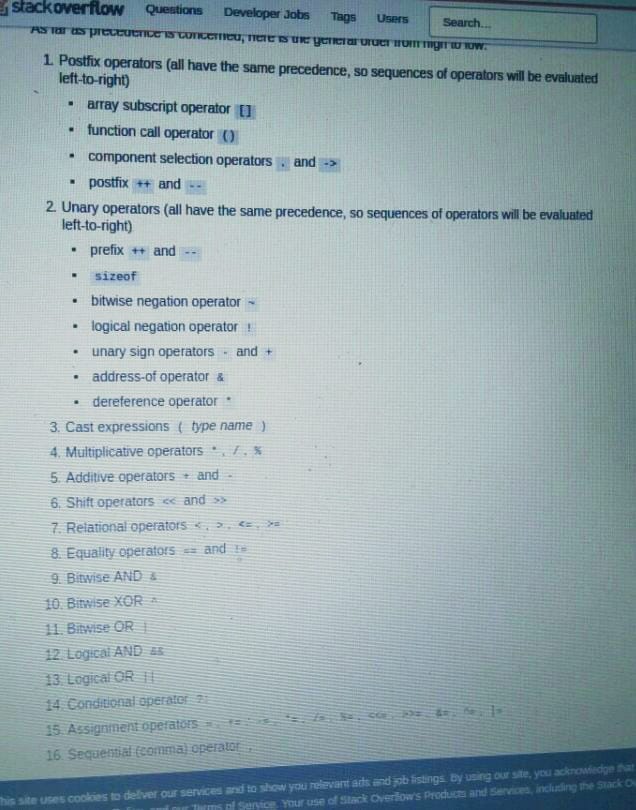 stackoverflow Questions Developer Jobs Tags Users Search...
As far as precedence is concerned, here is the general order from high to low:
1. Postfix operators (all have the same precedence, so sequences of operators will be evaluated
left-to-right)
▪ array subscript operator []
▪ function call operator ()
▪ component selection operators . and ->
▪ postfix ++ and --
2. Unary operators (all have the same precedence, so sequences of operators will be evaluated
left-to-right)
▪ prefix ++ and --
▪ sizeof
▪ bitwise negation operator ~
▪ logical negation operator !
▪ unary sign operators - and +
▪ address-of operator &
▪ dereference operator *
3. Cast expressions ( type name )
4. Multiplicative operators * , / , %
5. Additive operators + and -
6. Shift operators << and >>
7. Relational operators < , > , <= , >=
8. Equality operators == and !=
9. Bitwise AND &
10. Bitwise XOR ^
11. Bitwise OR |
12. Logical AND &&
13. Logical OR ||
14. Conditional operator ?:
15. Assignment operators = , += , -= , *= , /= , %= , <<= , >>= , &= , ^= , |=
16. Sequential (comma) operator ,
his site uses cookies to deliver our services and to show you relevant ads and job listings. By using our site, you acknowledge that
our Terms of Service. Your use of Stack Overflow's Products and Services, including the Stack O